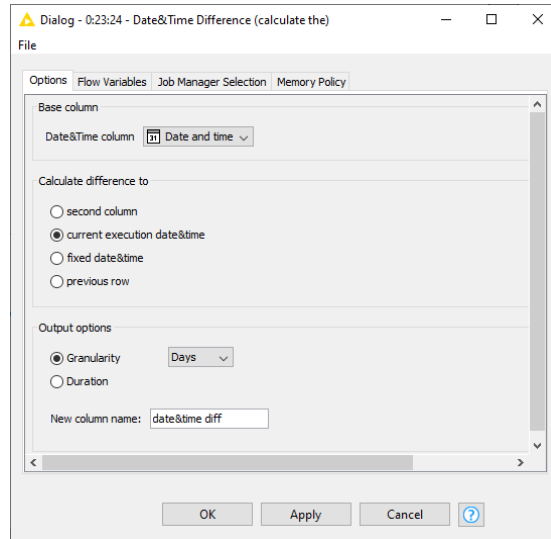 Dialog - 0:23:24 - Date&Time Difference (calculate the)
File
Options Flow Variables Job Manager Selection Memory Policy
Base column
Date&Time column 31 Date and time
Calculate difference to
second column
current execution date&time
fixed date&time
previous row
Output options
Granularity Days
Duration
New column name: date&time diff
OK Apply Cancel ?